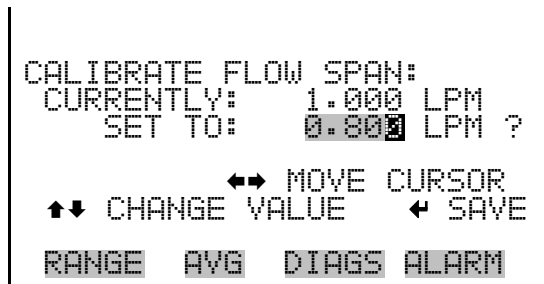 CALIBRATE FLOW SPAN:
CURRENTLY: 1.000 LPM
SET TO: 0.800 LPM ?
⬅➡ MOVE CURSOR
⬆⬇ CHANGE VALUE ↵ SAVE
RANGE AVG DIAGS ALARM